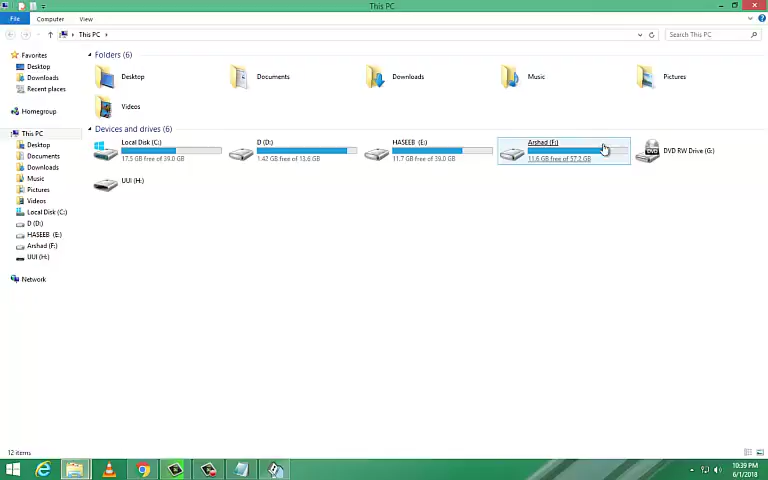 This PC
File
Computer
View
This PC
Search This PC
Favorites
Desktop
Downloads
Recent places
Homegroup
This PC
Desktop
Documents
Downloads
Music
Pictures
Videos
Local Disk (C:)
D (D:)
HASEEB (E:)
Arshad (F:)
UUI (H:)
Network
Folders (6)
Desktop
Documents
Downloads
Music
Pictures
Videos
Devices and drives (6)
Local Disk (C:)
17.5 GB free of 39.0 GB
D (D:)
1.42 GB free of 13.6 GB
HASEEB (E:)
11.7 GB free of 39.0 GB
Arshad (F:)
11.6 GB free of 57.2 GB
DVD RW Drive (G:)
DVD
UUI (H:)
12 items
10:39 PM
6/1/2018